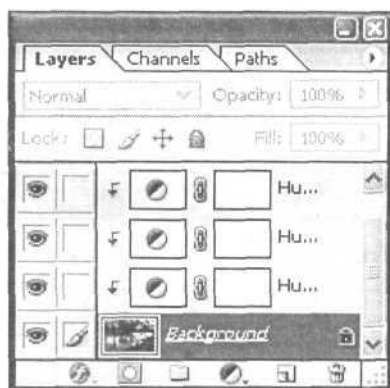 Layers Channels Paths
Normal Opacity: 100%
Lock: Fill: 100%
Hu...
Hu...
Hu...
Background